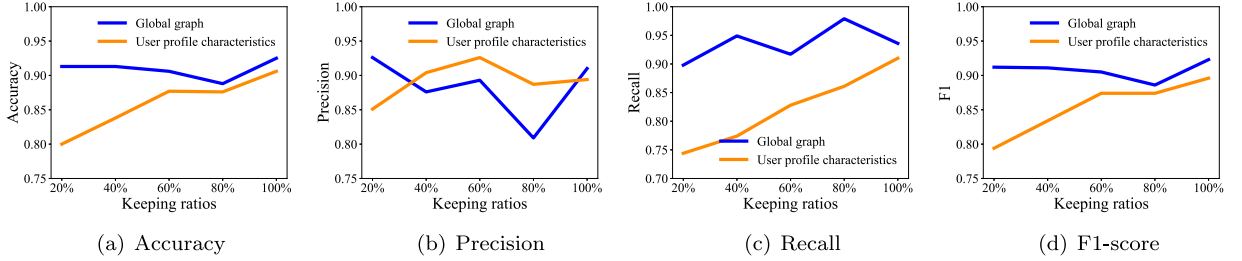 1.00
0.95
0.90
0.85
0.80
0.75
Accuracy
Global graph
User profile characteristics
20% 40% 60% 80% 100%
Keeping ratios
(a) Accuracy
1.00
0.95
0.90
0.85
0.80
0.75
Precision
Global graph
User profile characteristics
20% 40% 60% 80% 100%
Keeping ratios
(b) Precision
1.00
0.95
0.90
0.85
0.80
0.75
0.70
Recall
Global graph
User profile characteristics
20% 40% 60% 80% 100%
Keeping ratios
(c) Recall
1.00
0.95
0.90
0.85
0.80
0.75
F1
Global graph
User profile characteristics
20% 40% 60% 80% 100%
Keeping ratios
(d) F1-score